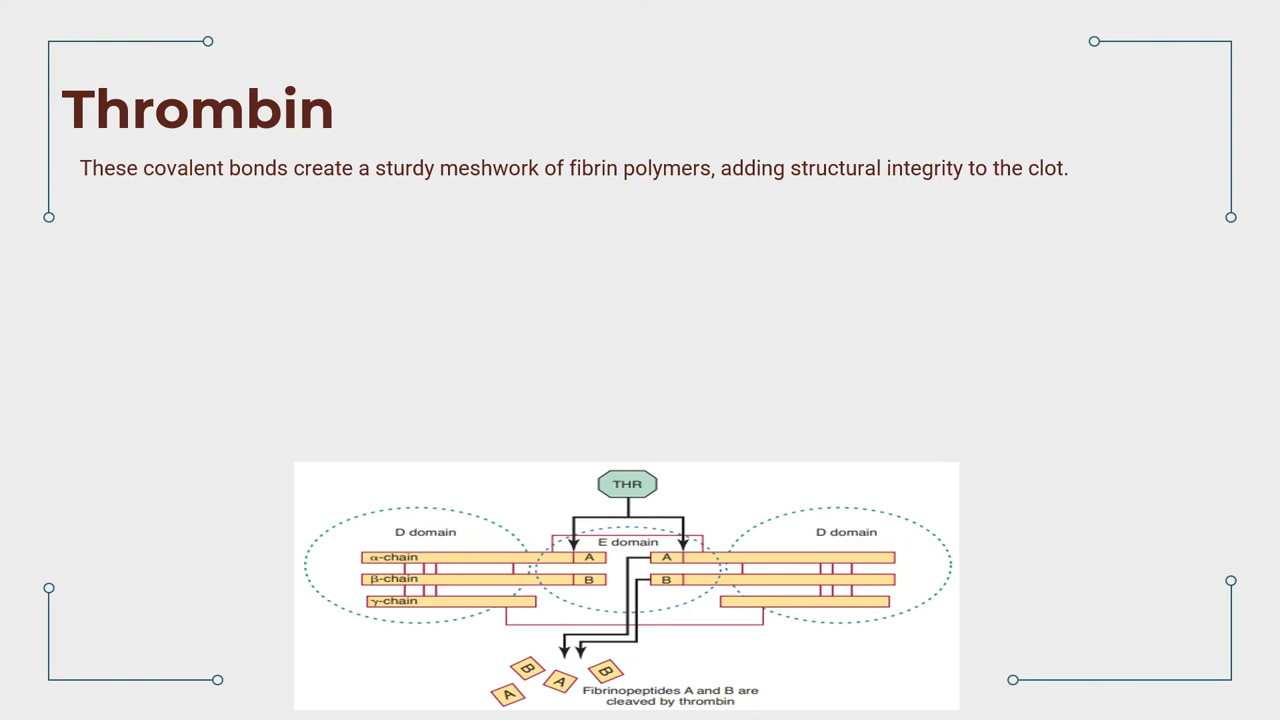 Thrombin
These covalent bonds create a sturdy meshwork of fibrin polymers, adding structural integrity to the clot.
THR
D domain
E domain
D domain
α-chain
A
A
β-chain
B
B
γ-chain
B
A
B
A
Fibrinopeptides A and B are
cleaved by thrombin